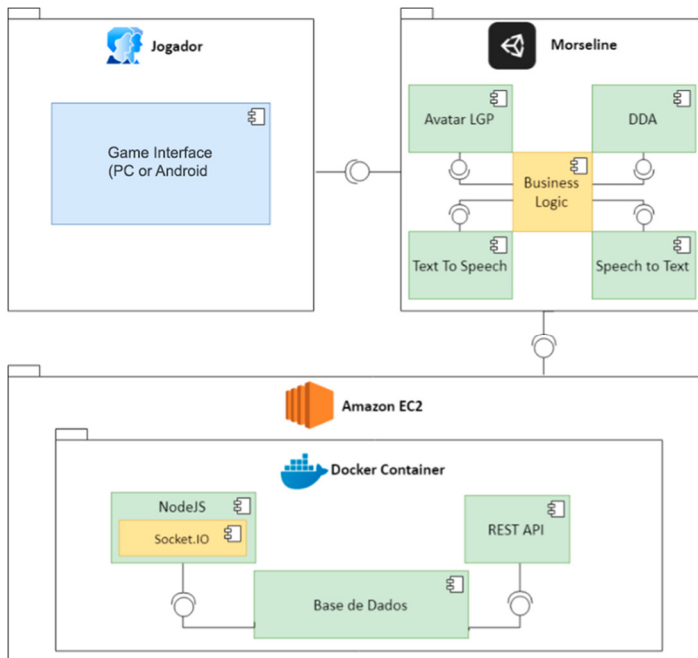 Jogador
Game Interface
(PC or Android
Morseline
Avatar LGP
DDA
Business
Logic
Text To Speech
Speech to Text
Amazon EC2
Docker Container
NodeJS
Socket.IO
REST API
Base de Dados